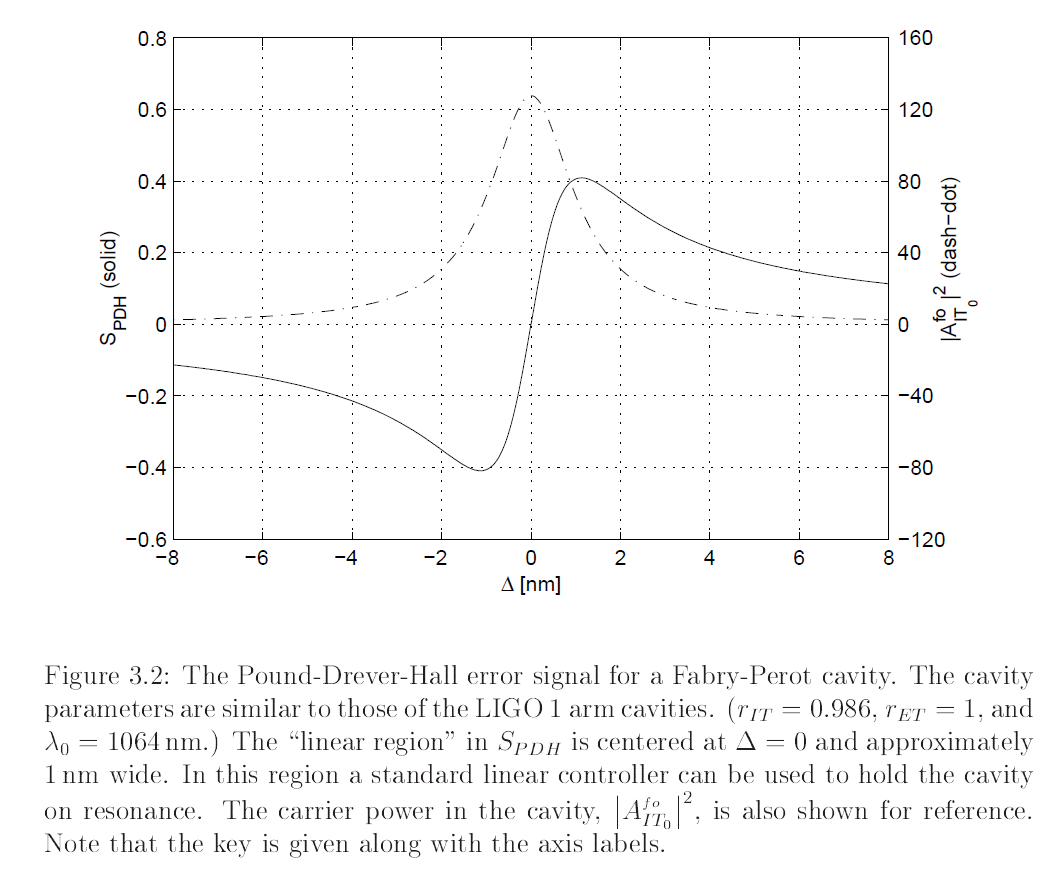 0.8
0.6
0.4
0.2
0
−0.2
−0.4
−0.6
S_PDH (solid)
160
120
80
40
0
−40
−80
−120
|A^fo_IT_0|^2 (dash−dot)
−8 −6 −4 −2 0 2 4 6 8
Δ [nm]
Figure 3.2: The Pound-Drever-Hall error signal for a Fabry-Perot cavity. The cavity
parameters are similar to those of the LIGO 1 arm cavities. (r_IT = 0.986, r_ET = 1, and
λ_0 = 1064 nm.) The “linear region” in S_PDH is centered at Δ = 0 and approximately
1 nm wide. In this region a standard linear controller can be used to hold the cavity
on resonance. The carrier power in the cavity, |A^fo_IT_0|^2, is also shown for reference.
Note that the key is given along with the axis labels.